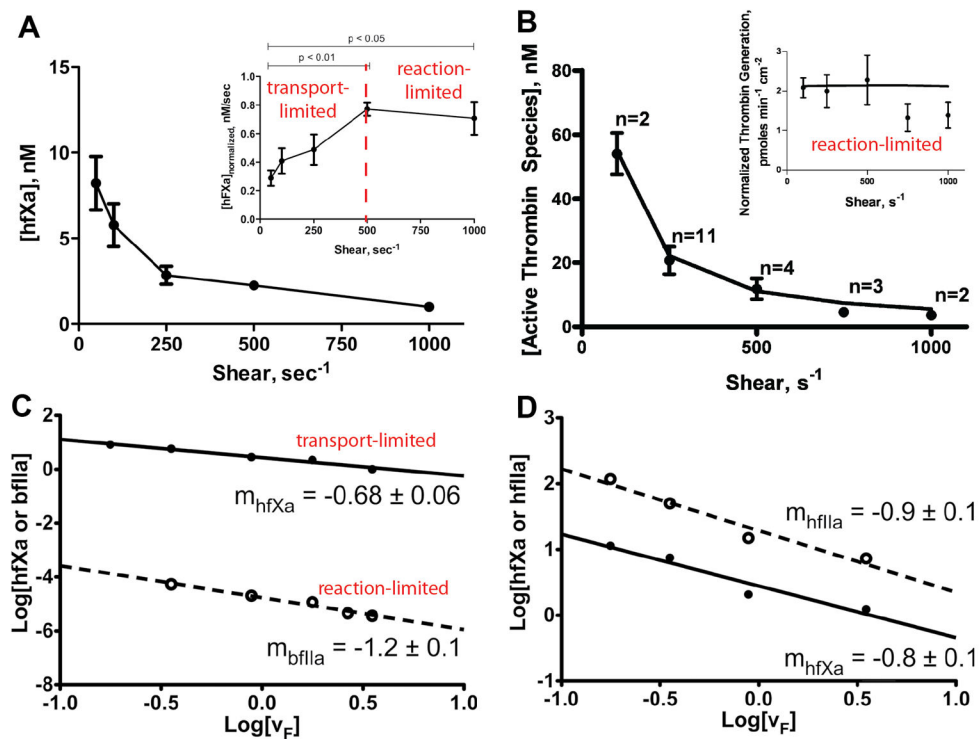 A
p < 0.05
p < 0.01
transport-
limited
reaction-
limited
[hFXa]normalized, nM/sec
1.0
0.8
0.6
0.4
0.2
0.0
0 250 500 750 1000
Shear, sec-1
[hfXa], nM
15
10
5
0
0 250 500 750 1000
Shear, sec-1
B
[Active Thrombin Species], nM
80
60
40
20
0
n=2
n=11
n=4
n=3
n=2
0 500 1000
Shear, s-1
Normalized Thrombin Generation,
pmoles min-1 cm-2
4
3
2
1
0
reaction-limited
0 500 1000
Shear, s-1
C
Log[hfXa or bfIIa]
2
0
-2
-4
-6
-8
transport-limited
mhfXa = -0.68 ± 0.06
reaction-limited
mbfIIa = -1.2 ± 0.1
-1.0 -0.5 0.0 0.5 1.0
Log[vF]
D
Log[hfXa or hfIIa]
3
2
1
0
-1
mhfIIa = -0.9 ± 0.1
mhfXa = -0.8 ± 0.1
-1.0 -0.5 0.0 0.5 1.0
Log[vF]